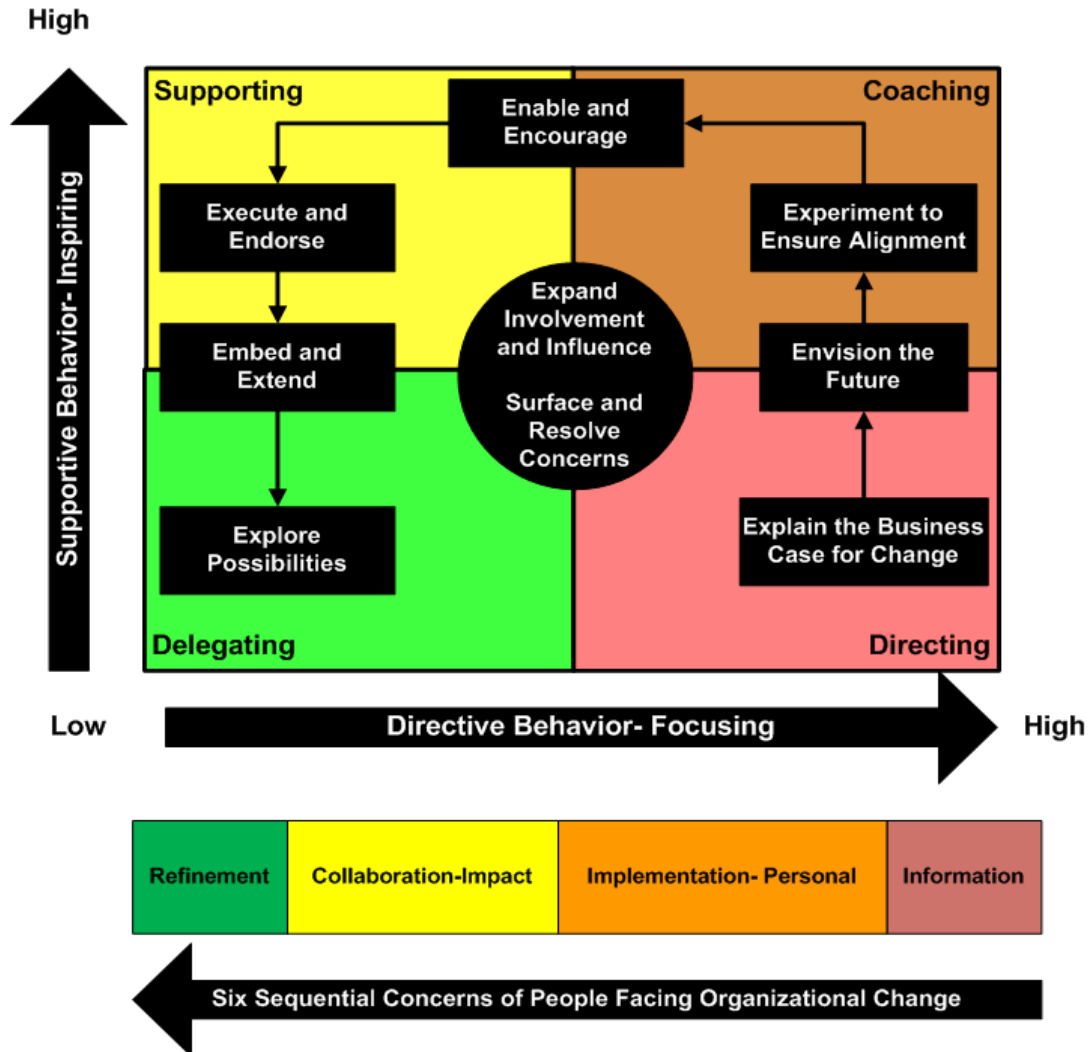 High
Supporting
Coaching
Enable and
Encourage
Execute and
Endorse
Experiment to
Ensure Alignment
Expand
Involvement
and Influence
Surface and
Resolve
Concerns
Embed and
Extend
Envision the
Future
Explore
Possibilities
Explain the Business
Case for Change
Delegating
Directing
Supportive Behavior- Inspiring
Low
Directive Behavior- Focusing
High
Refinement
Collaboration-Impact
Implementation- Personal
Information
Six Sequential Concerns of People Facing Organizational Change